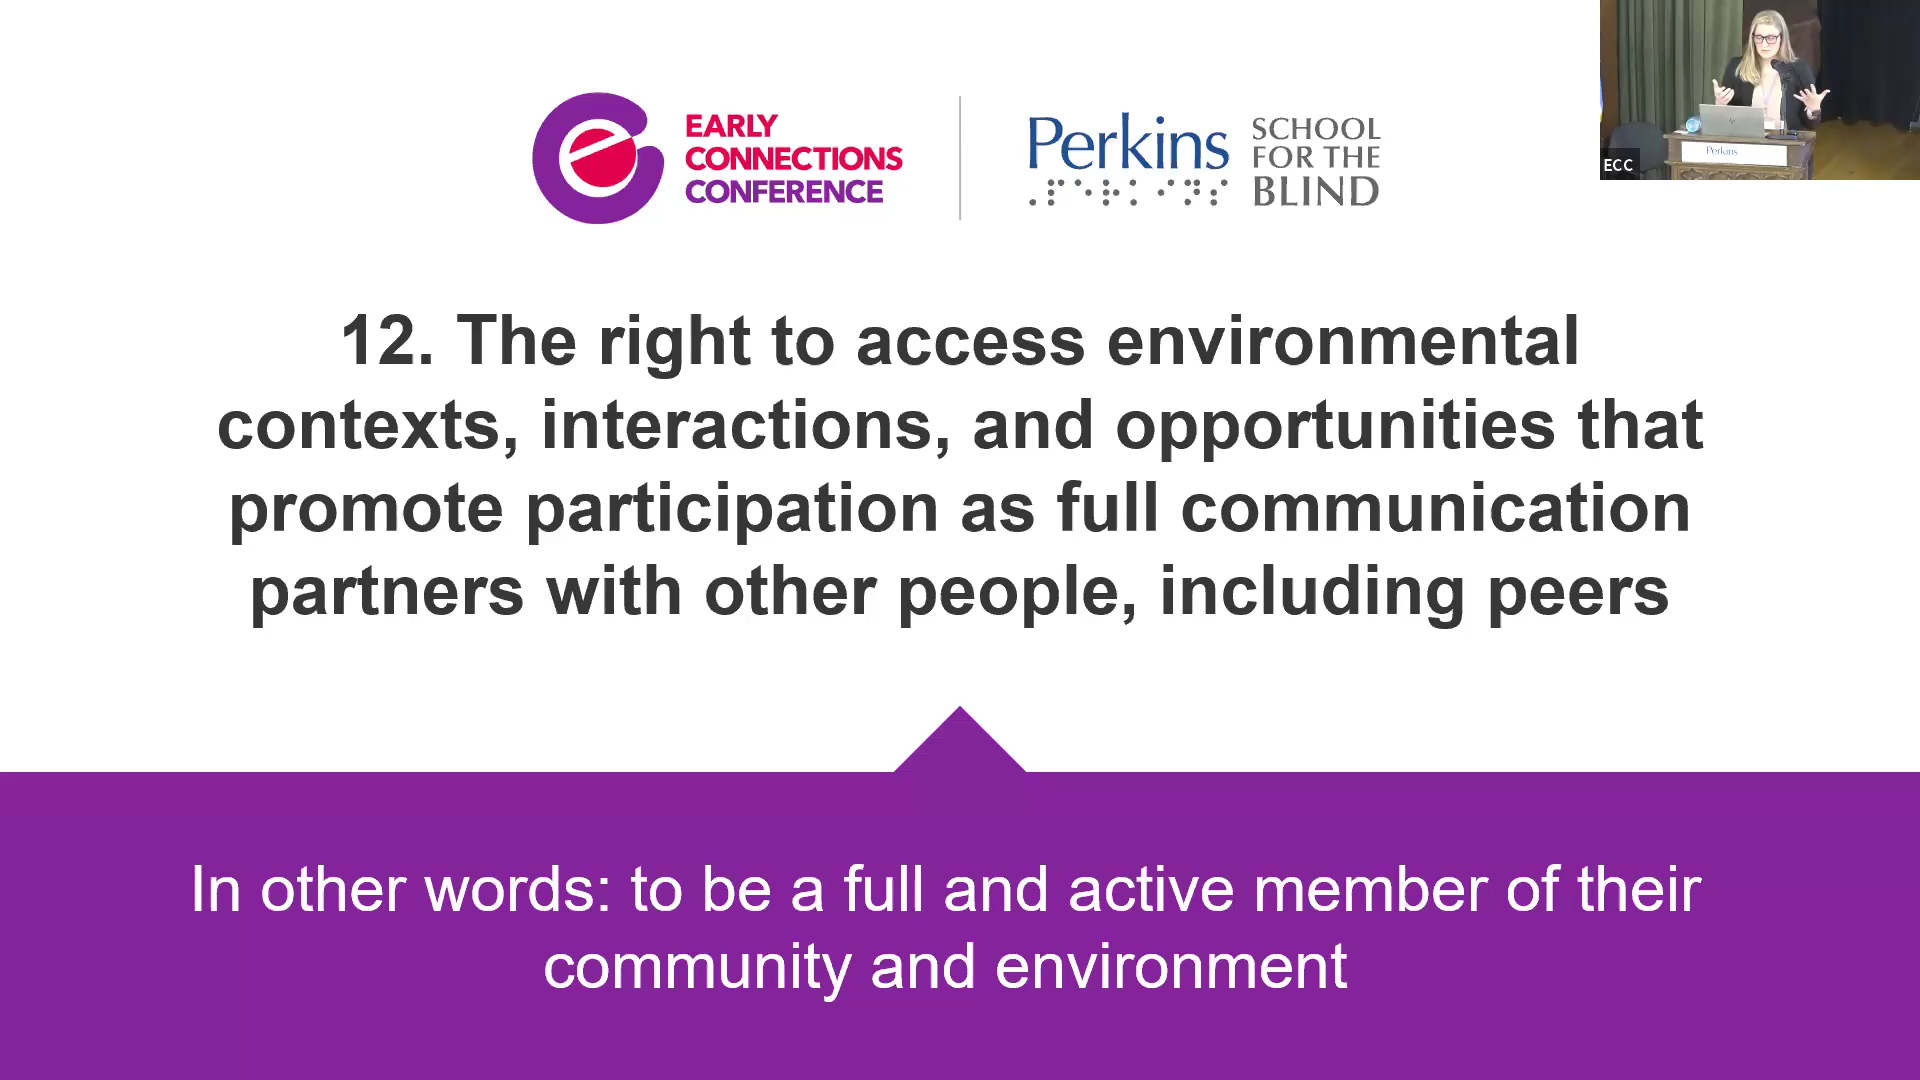 EARLY
CONNECTIONS
CONFERENCE
Perkins
⠠⠏⠑⠗⠅⠊⠝⠎
SCHOOL
FOR THE
BLIND
ECC
Perkins
12. The right to access environmental
contexts, interactions, and opportunities that
promote participation as full communication
partners with other people, including peers
In other words: to be a full and active member of their
community and environment